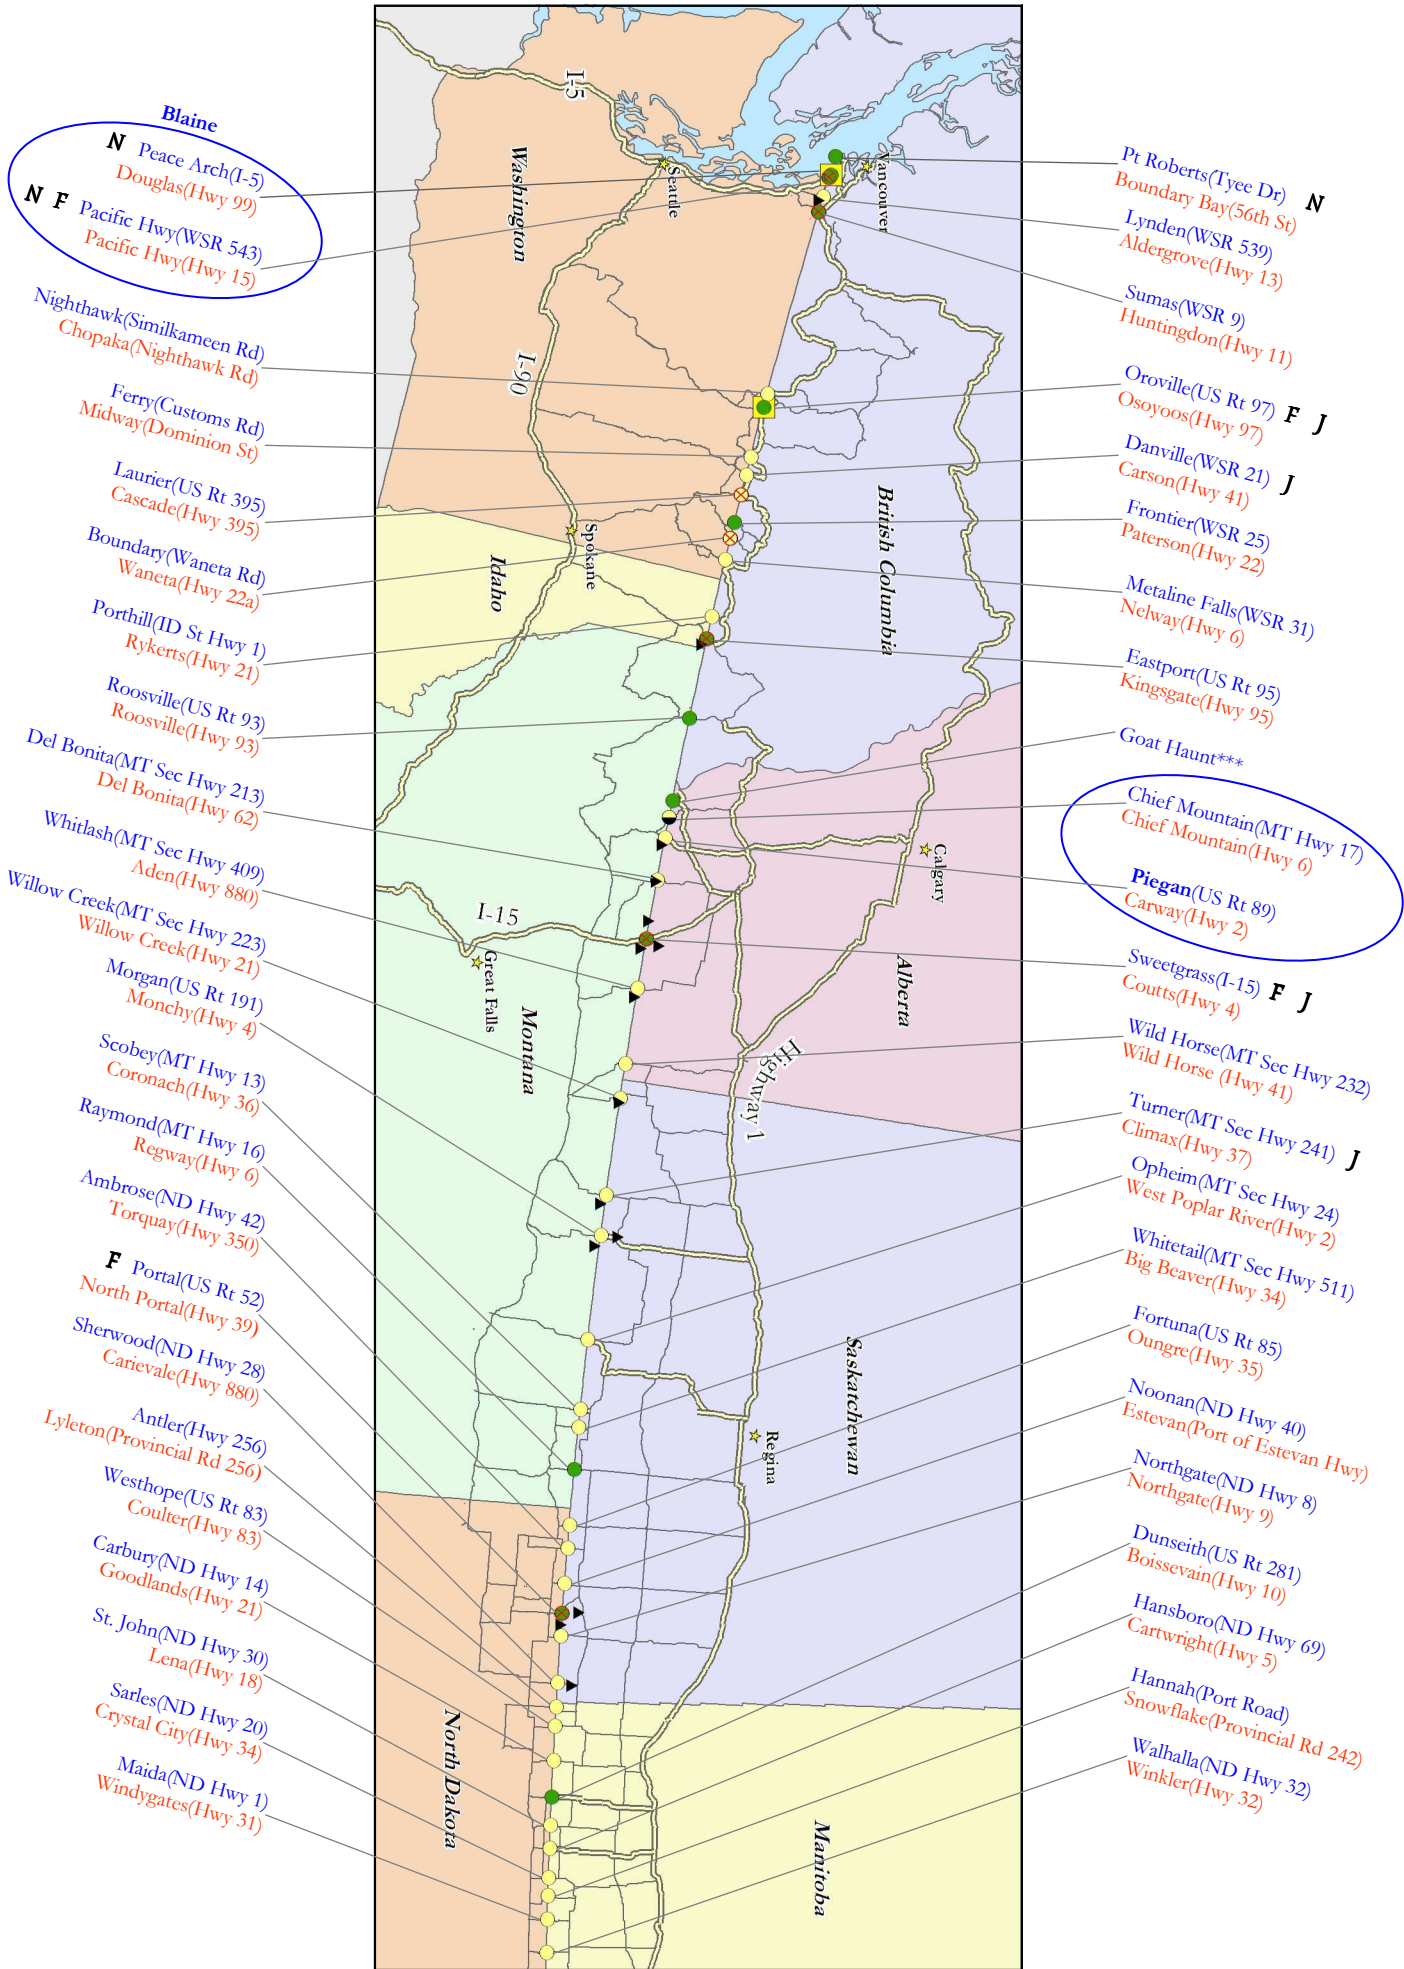 Blaine
N Peace Arch(I-5)
Douglas(Hwy 99)
N F Pacific Hwy(WSR 543)
Pacific Hwy(Hwy 15)
Nighthawk(Similkameen Rd)
Chopaka(Nighthawk Rd)
Ferry(Customs Rd)
Midway(Dominion St)
Laurier(US Rt 395)
Cascade(Hwy 395)
Boundary(Waneta Rd)
Waneta(Hwy 22a)
Porthill(ID St Hwy 1)
Rykerts(Hwy 21)
Roosville(US Rt 93)
Roosville(Hwy 93)
Del Bonita(MT Sec Hwy 213)
Del Bonita(Hwy 62)
Whitlash(MT Sec Hwy 409)
Aden(Hwy 880)
Willow Creek(MT Sec Hwy 223)
Willow Creek(Hwy 21)
Morgan(US Rt 191)
Monchy(Hwy 4)
Scobey(MT Hwy 13)
Coronach(Hwy 36)
Raymond(MT Hwy 16)
Regway(Hwy 6)
Ambrose(ND Hwy 42)
Torquay(Hwy 350)
F Portal(US Rt 52)
North Portal(Hwy 39)
Sherwood(ND Hwy 28)
Carievale(Hwy 880)
Antler(Hwy 256)
Lyleton(Provincial Rd 256)
Westhope(US Rt 83)
Coulter(Hwy 83)
Carbury(ND Hwy 14)
Goodlands(Hwy 21)
St. John(ND Hwy 30)
Lena(Hwy 18)
Sarles(ND Hwy 20)
Crystal City(Hwy 34)
Maida(ND Hwy 1)
Windygates(Hwy 31)
I-5
Washington
Seattle
Vancouver
I-90
Spokane
Idaho
British Columbia
Calgary
I-15
Great Falls
Montana
Alberta
Highway 1
Saskatchewan
Regina
North Dakota
Manitoba
Pt Roberts(Tyee Dr) N
Boundary Bay(56th St)
Lynden(WSR 539)
Aldergrove(Hwy 13)
Sumas(WSR 9)
Huntingdon(Hwy 11)
Oroville(US Rt 97) F J
Osoyoos(Hwy 97)
Danville(WSR 21) J
Carson(Hwy 41)
Frontier(WSR 25)
Paterson(Hwy 22)
Metaline Falls(WSR 31)
Nelway(Hwy 6)
Eastport(US Rt 95)
Kingsgate(Hwy 95)
Goat Haunt***
Chief Mountain(MT Hwy 17)
Chief Mountain(Hwy 6)
Piegan(US Rt 89)
Carway(Hwy 2)
Sweetgrass(I-15) F J
Coutts(Hwy 4)
Wild Horse(MT Sec Hwy 232)
Wild Horse (Hwy 41)
Turner(MT Sec Hwy 241) J
Climax(Hwy 37)
Opheim(MT Sec Hwy 24)
West Poplar River(Hwy 2)
Whitetail(MT Sec Hwy 511)
Big Beaver(Hwy 34)
Fortuna(US Rt 85)
Oungre(Hwy 35)
Noonan(ND Hwy 40)
Estevan(Port of Estevan Hwy)
Northgate(ND Hwy 8)
Northgate(Hwy 9)
Dunseith(US Rt 281)
Boissevain(Hwy 10)
Hansboro(ND Hwy 69)
Cartwright(Hwy 5)
Hannah(Port Road)
Snowflake(Provincial Rd 242)
Walhalla(ND Hwy 32)
Winkler(Hwy 32)